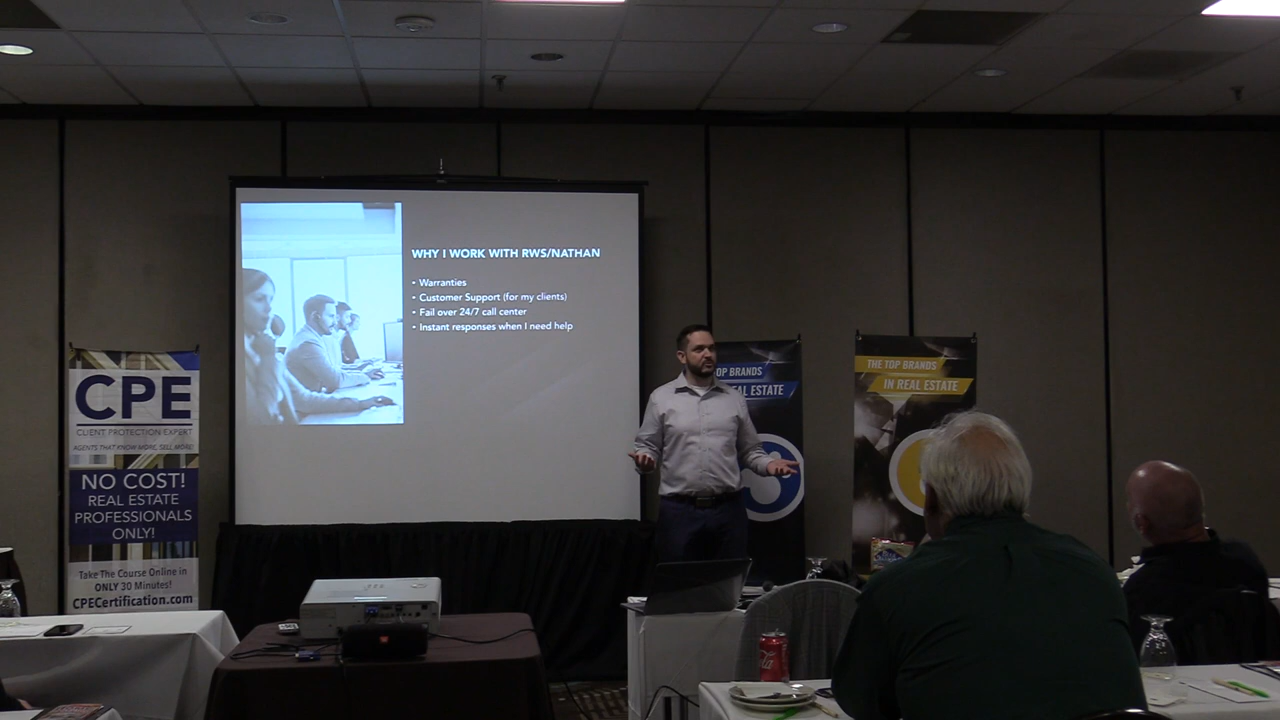 WHY I WORK WITH RWS/NATHAN
• Warranties
• Customer Support (for my clients)
• Fail over 24/7 call center
• Instant responses when I need help
CPE
CLIENT PROTECTION EXPERT
AGENTS THAT KNOW MORE, SELL MORE!
NO COST!
REAL ESTATE
PROFESSIONALS
ONLY!
Take The Course Online in
ONLY 30 Minutes!
CPECertification.com
OP BRANDS
EAL ESTATE
THE TOP BRANDS
IN REAL ESTATE